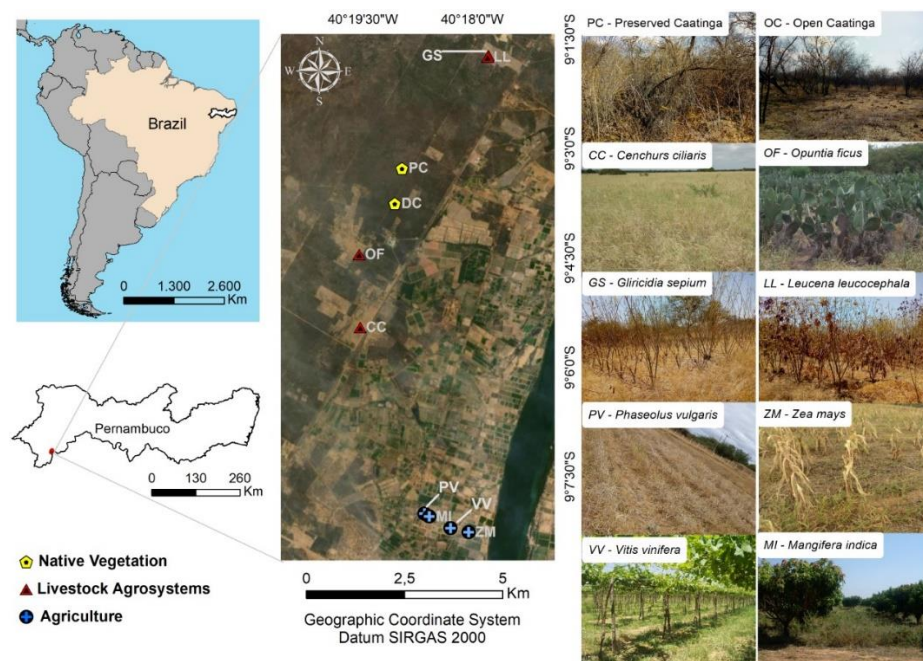 Brazil
0 1.300 2.600
Km
Pernambuco
0 130 260
Km
Native Vegetation
Livestock Agrosystems
Agriculture
40°19'30"W 40°18'0"W
N
W E
S
GS LL
PC
DC
OF
CC
PV
MI
VV
ZM
9°1'30"S
9°3'0"S
9°4'30"S
9°6'0"S
9°7'30"S
0 2,5 5
Km
Geographic Coordinate System
Datum SIRGAS 2000
PC - Preserved Caatinga
OC - Open Caatinga
CC - Cenchurs ciliaris
OF - Opuntia ficus
GS - Gliricidia sepium
LL - Leucena leucocephala
PV - Phaseolus vulgaris
ZM - Zea mays
VV - Vitis vinifera
MI - Mangifera indica